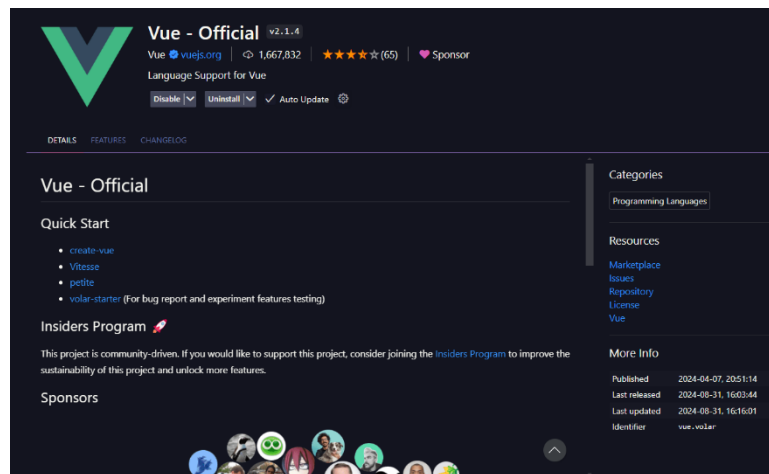 Vue - Official v2.1.4
Vue vuejs.org 1,667,832 (65) Sponsor
Language Support for Vue
Disable Uninstall Auto Update
DETAILS FEATURES CHANGELOG
Vue - Official
Quick Start
create-vue
Vitesse
petite
volar-starter (For bug report and experiment features testing)
Insiders Program 🚀
This project is community-driven. If you would like to support this project, consider joining the Insiders Program to improve the
sustainability of this project and unlock more features.
Sponsors
Categories
Programming Languages
Resources
Marketplace
Issues
Repository
License
Vue
More Info
Published 2024-04-07, 20:51:14
Last released 2024-08-31, 16:03:44
Last updated 2024-08-31, 16:16:01
Identifier vue.volar